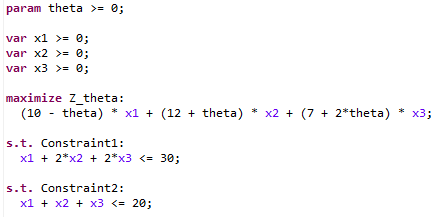 param theta >= 0;
var x1 >= 0;
var x2 >= 0;
var x3 >= 0;
maximize Z_theta:
(10 - theta) * x1 + (12 + theta) * x2 + (7 + 2*theta) * x3;
s.t. Constraint1:
x1 + 2*x2 + 2*x3 <= 30;
s.t. Constraint2:
x1 + x2 + x3 <= 20;